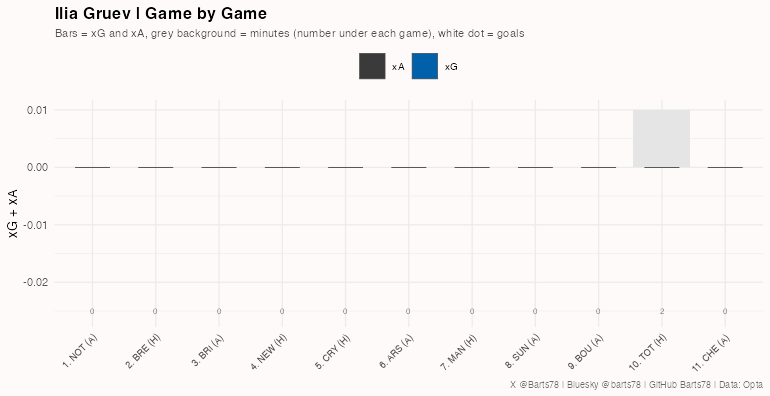 Ilia Gruev | Game by Game
Bars = xG and xA, grey background = minutes (number under each game), white dot = goals
xA xG
xG + xA
0.01
0.00
-0.01
-0.02
0 0 0 0 0 0 0 0 0 2 0
1. NOT (A)
2. BRE (H)
3. BRI (A)
4. NEW (H)
5. CRY (H)
6. ARS (A)
7. MAN (H)
8. SUN (A)
9. BOU (A)
10. TOT (H)
11. CHE (A)
X @Barts78 | Bluesky @barts78 | GitHub Barts78 | Data: Opta